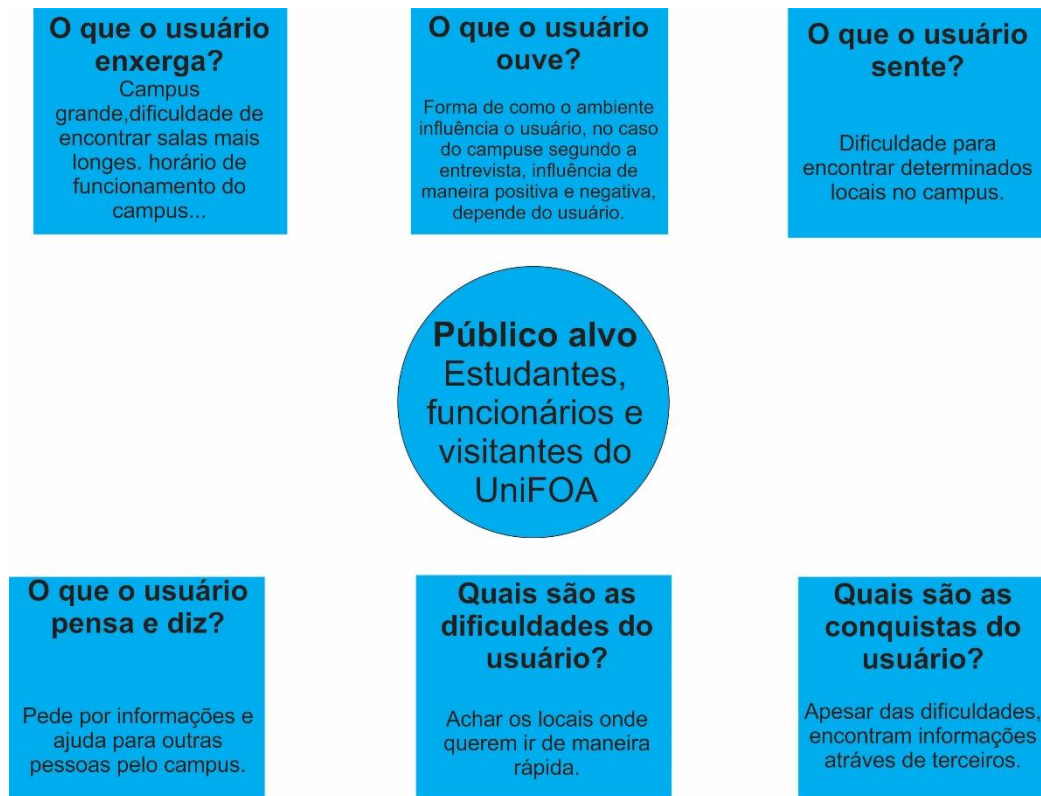 O que o usuário
enxerga?
Campus
grande,dificuldade de
encontrar salas mais
longes. horário de
funcionamento do
campus...
O que o usuário
ouve?
Forma de como o ambiente
influência o usuário, no caso
do campuse segundo a
entrevista, influência de
maneira positiva e negativa,
depende do usuário.
O que o usuário
sente?
Dificuldade para
encontrar determinados
locais no campus.
Público alvo
Estudantes,
funcionários e
visitantes do
UniFOA
O que o usuário
pensa e diz?
Pede por informações e
ajuda para outras
pessoas pelo campus.
Quais são as
dificuldades do
usuário?
Achar os locais onde
querem ir de maneira
rápida.
Quais são as
conquistas do
usuário?
Apesar das dificuldades,
encontram informações
atráves de terceiros.